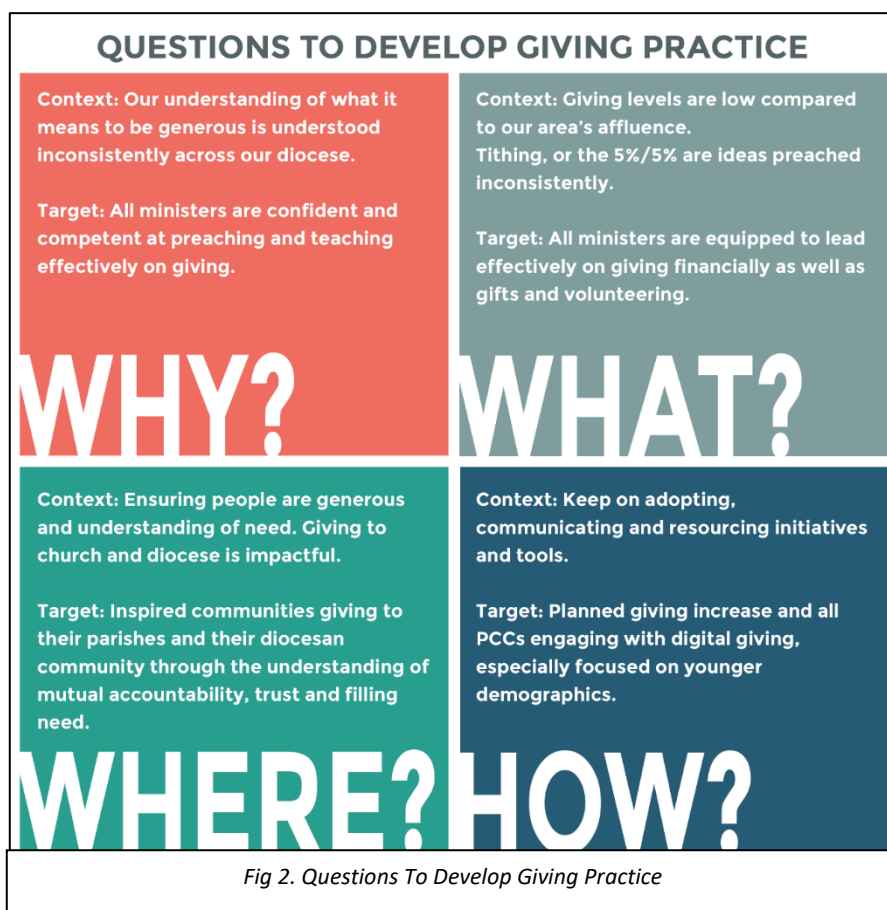 QUESTIONS TO DEVELOP GIVING PRACTICE
Context: Our understanding of what it
means to be generous is understood
inconsistently across our diocese.
Target: All ministers are confident and
competent at preaching and teaching
effectively on giving.
WHY?
Context: Giving levels are low compared
to our area's affluence.
Tithing, or the 5%/5% are ideas preached
inconsistently.
Target: All ministers are equipped to lead
effectively on giving financially as well as
gifts and volunteering.
WHAT?
Context: Ensuring people are generous
and understanding of need. Giving to
church and diocese is impactful.
Target: Inspired communities giving to
their parishes and their diocesan
community through the understanding of
mutual accountability, trust and filling
need.
WHERE?
Context: Keep on adopting,
communicating and resourcing initiatives
and tools.
Target: Planned giving increase and all
PCCs engaging with digital giving,
especially focused on younger
demographics.
HOW?
Fig 2. Questions To Develop Giving Practice